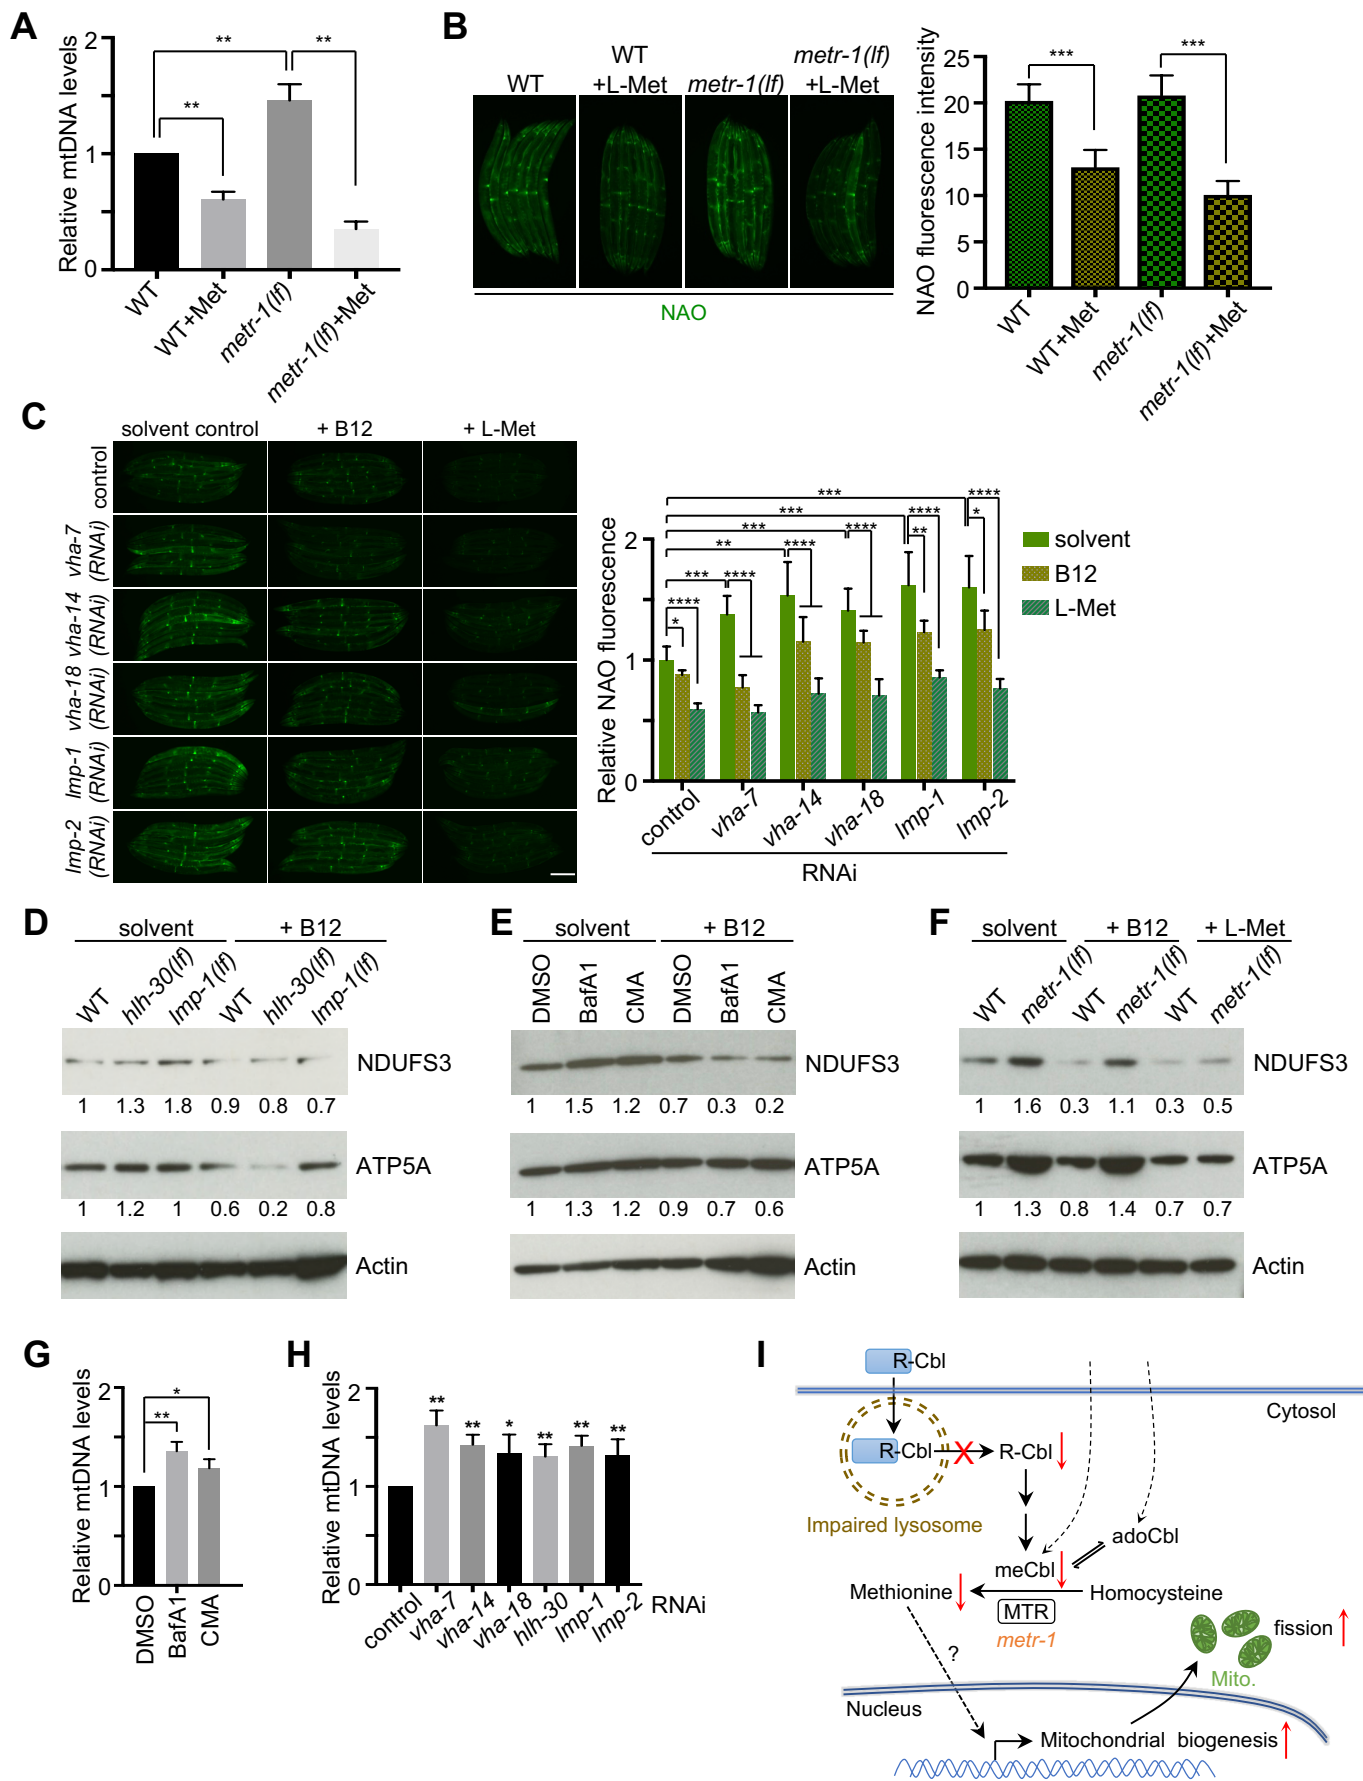 A
Relative mtDNA levels
2
1
0
**
**
**
WT
WT+Met
metr-1(lf)
metr-1(lf)+Met
B
WT
WT
+L-Met
metr-1(lf)
metr-1(lf)
+L-Met
NAO
NAO fluorescence intensity
25
20
15
10
5
0
***
***
WT
WT+Met
metr-1(lf)
metr-1(lf)+Met
C
solvent control
+ B12
+ L-Met
control
vha-7
(RNAi)
vha-14
(RNAi)
vha-18
(RNAi)
lmp-1
(RNAi)
lmp-2
(RNAi)
Relative NAO fluorescence
2
1
0
*** ****
*** **** *
*** **** **
** ****
*** ****
****
*
solvent
B12
L-Met
control
vha-7
vha-14
vha-18
lmp-1
lmp-2
RNAi
D
solvent
+ B12
WT
hlh-30(lf)
lmp-1(lf)
WT
hlh-30(lf)
lmp-1(lf)
NDUFS3
1 1.3 1.8 0.9 0.8 0.7
ATP5A
1 1.2 1 0.6 0.2 0.8
Actin
E
solvent
+ B12
DMSO
BafA1
CMA
DMSO
BafA1
CMA
NDUFS3
1 1.5 1.2 0.7 0.3 0.2
ATP5A
1 1.3 1.2 0.9 0.7 0.6
Actin
F
solvent
+ B12
+ L-Met
WT
metr-1(lf)
WT
metr-1(lf)
WT
metr-1(lf)
NDUFS3
1 1.6 0.3 1.1 0.3 0.5
ATP5A
1 1.3 0.8 1.4 0.7 0.7
Actin
G
Relative mtDNA levels
2
1
0
*
**
DMSO
BafA1
CMA
H
Relative mtDNA levels
2
1
0
** ** * ** ** **
control
vha-7
vha-14
vha-18
hlh-30
lmp-1
lmp-2
RNAi
I
R-Cbl
Cytosol
R-Cbl
X
R-Cbl
Impaired lysosome
adoCbl
meCbl
Methionine
Homocysteine
MTR
metr-1
fission
?
Mito.
Nucleus
Mitochondrial biogenesis